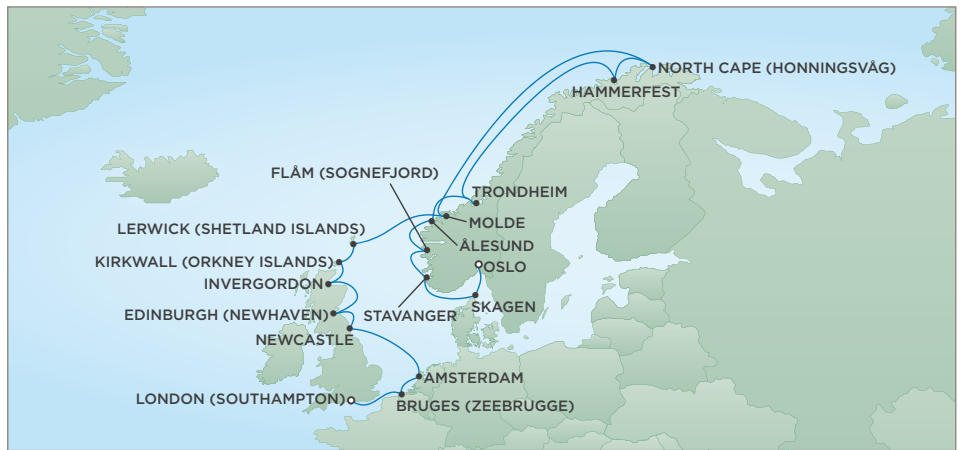 NORTH CAPE (HONNINGSVÅG)
HAMMERFEST
FLÅM (SOGNEFJORD)
TRONDHEIM
MOLDE
LERWICK (SHETLAND ISLANDS)
ÅLESUND
KIRKWALL (ORKNEY ISLANDS)
OSLO
INVERGORDON
SKAGEN
EDINBURGH (NEWHAVEN)
STAVANGER
NEWCASTLE
AMSTERDAM
LONDON (SOUTHAMPTON)
BRUGES (ZEEBRUGGE)